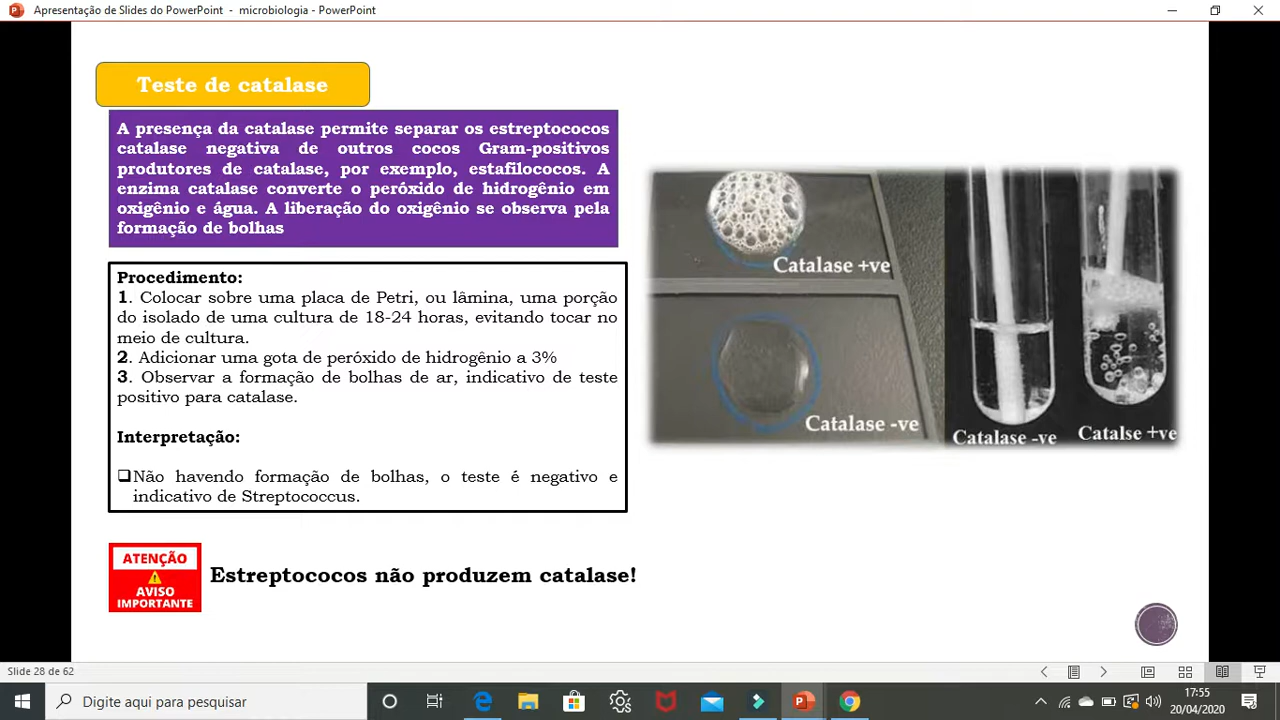 Apresentação de Slides do PowerPoint - microbiologia - PowerPoint
Teste de catalase
A presença da catalase permite separar os estreptococos
catalase negativa de outros cocos Gram-positivos
produtores de catalase, por exemplo, estafilococos. A
enzima catalase converte o peróxido de hidrogênio em
oxigênio e água. A liberação do oxigênio se observa pela
formação de bolhas
Procedimento:
1. Colocar sobre uma placa de Petri, ou lâmina, uma porção
do isolado de uma cultura de 18-24 horas, evitando tocar no
meio de cultura.
2. Adicionar uma gota de peróxido de hidrogênio a 3%
3. Observar a formação de bolhas de ar, indicativo de teste
positivo para catalase.
Interpretação:
❑Não havendo formação de bolhas, o teste é negativo e
indicativo de Streptococcus.
Catalase +ve
Catalase -ve
Catalase -ve
Catalse +ve
ATENÇÃO
AVISO
IMPORTANTE
Estreptococos não produzem catalase!
Slide 28 de 62
Digite aqui para pesquisar
17:55
20/04/2020